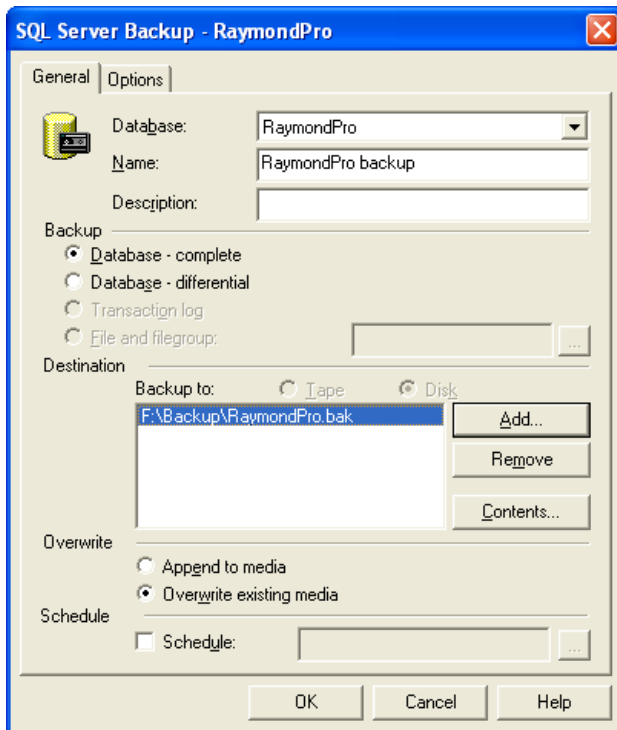 SQL Server Backup - RaymondPro
General Options
Database: RaymondPro
Name: RaymondPro backup
Description:
Backup
Database - complete
Database - differential
Transaction log
File and filegroup: ...
Destination
Backup to: Tape Disk
F:\Backup\RaymondPro.bak
Add...
Remove
Contents...
Overwrite
Append to media
Overwrite existing media
Schedule
Schedule: ...
OK Cancel Help